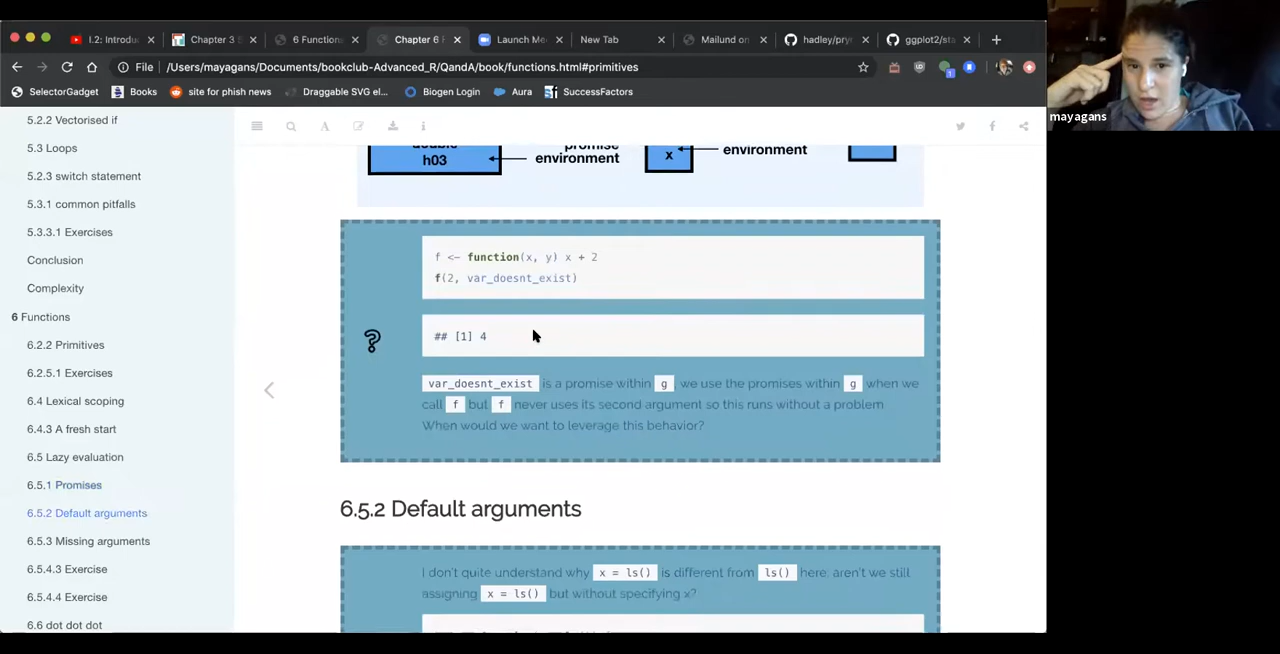 I.2: Introdu
Chapter 3 S
6 Function
Chapter 6 F
Launch Me
New Tab
Mailund on
hadley/pry
ggplot2/sta
File
/Users/mayagans/Documents/bookclub-Advanced_R/QandA/book/functions.html#primitives
SelectorGadget
Books
site for phish news
Draggable SVG el...
Biogen Login
Aura
SuccessFactors
mayagans
5.2.2 Vectorised if
5.3 Loops
5.2.3 switch statement
5.3.1 common pitfalls
5.3.3.1 Exercises
Conclusion
Complexity
6 Functions
6.2.2 Primitives
6.2.5.1 Exercises
6.4 Lexical scoping
6.4.3 A fresh start
6.5 Lazy evaluation
6.5.1 Promises
6.5.2 Default arguments
6.5.3 Missing arguments
6.5.4.3 Exercise
6.5.4.4 Exercise
6.6 dot dot dot
double
h03
promise
environment
x
environment
f <- function(x, y) x + 2
f(2, var_doesnt_exist)
?
## [1] 4
var_doesnt_exist is a promise within g, we use the promises within g when we
call f but f never uses its second argument so this runs without a problem.
When would we want to leverage this behavior?
6.5.2 Default arguments
I don't quite understand why x = ls() is different from ls() here; aren't we still
assigning x = ls() but without specifying x?